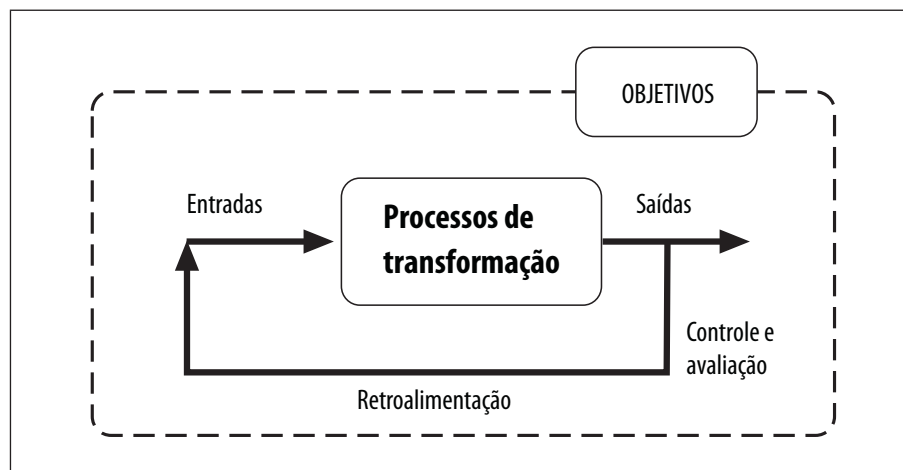 OBJETIVOS
Entradas
Processos de
transformação
Saídas
Controle e
avaliação
Retroalimentação